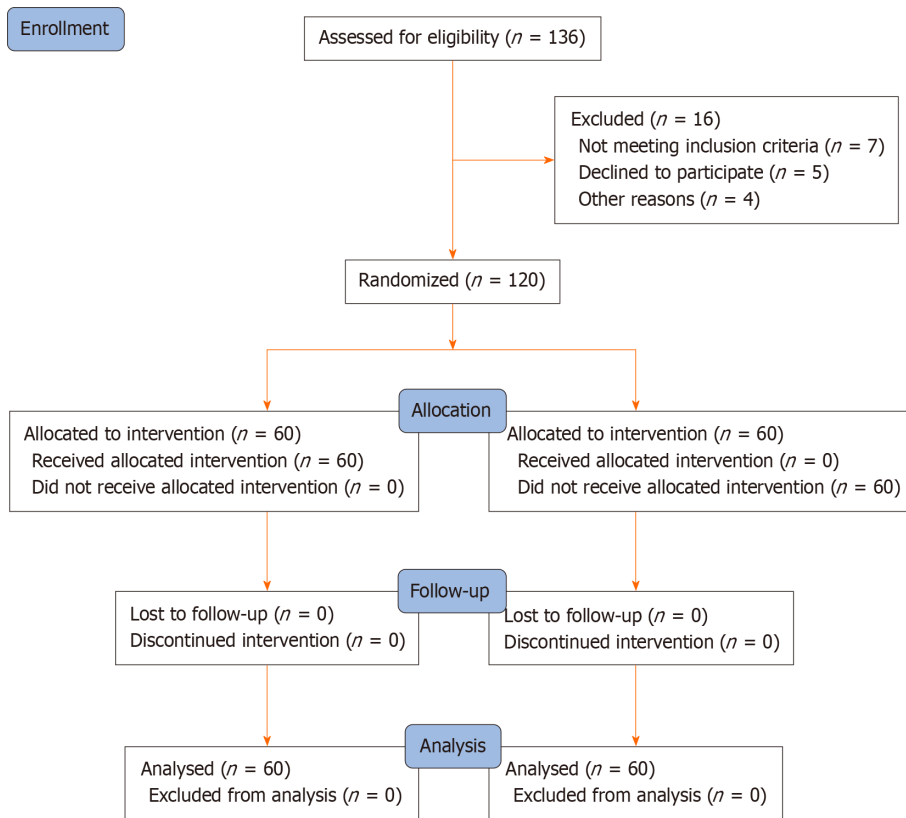 Enrollment
Assessed for eligibility (n = 136)
Excluded (n = 16)
Not meeting inclusion criteria (n = 7)
Declined to participate (n = 5)
Other reasons (n = 4)
Randomized (n = 120)
Allocation
Allocated to intervention (n = 60)
Received allocated intervention (n = 60)
Did not receive allocated intervention (n = 0)
Allocated to intervention (n = 60)
Received allocated intervention (n = 0)
Did not receive allocated intervention (n = 60)
Follow-up
Lost to follow-up (n = 0)
Discontinued intervention (n = 0)
Lost to follow-up (n = 0)
Discontinued intervention (n = 0)
Analysis
Analysed (n = 60)
Excluded from analysis (n = 0)
Analysed (n = 60)
Excluded from analysis (n = 0)